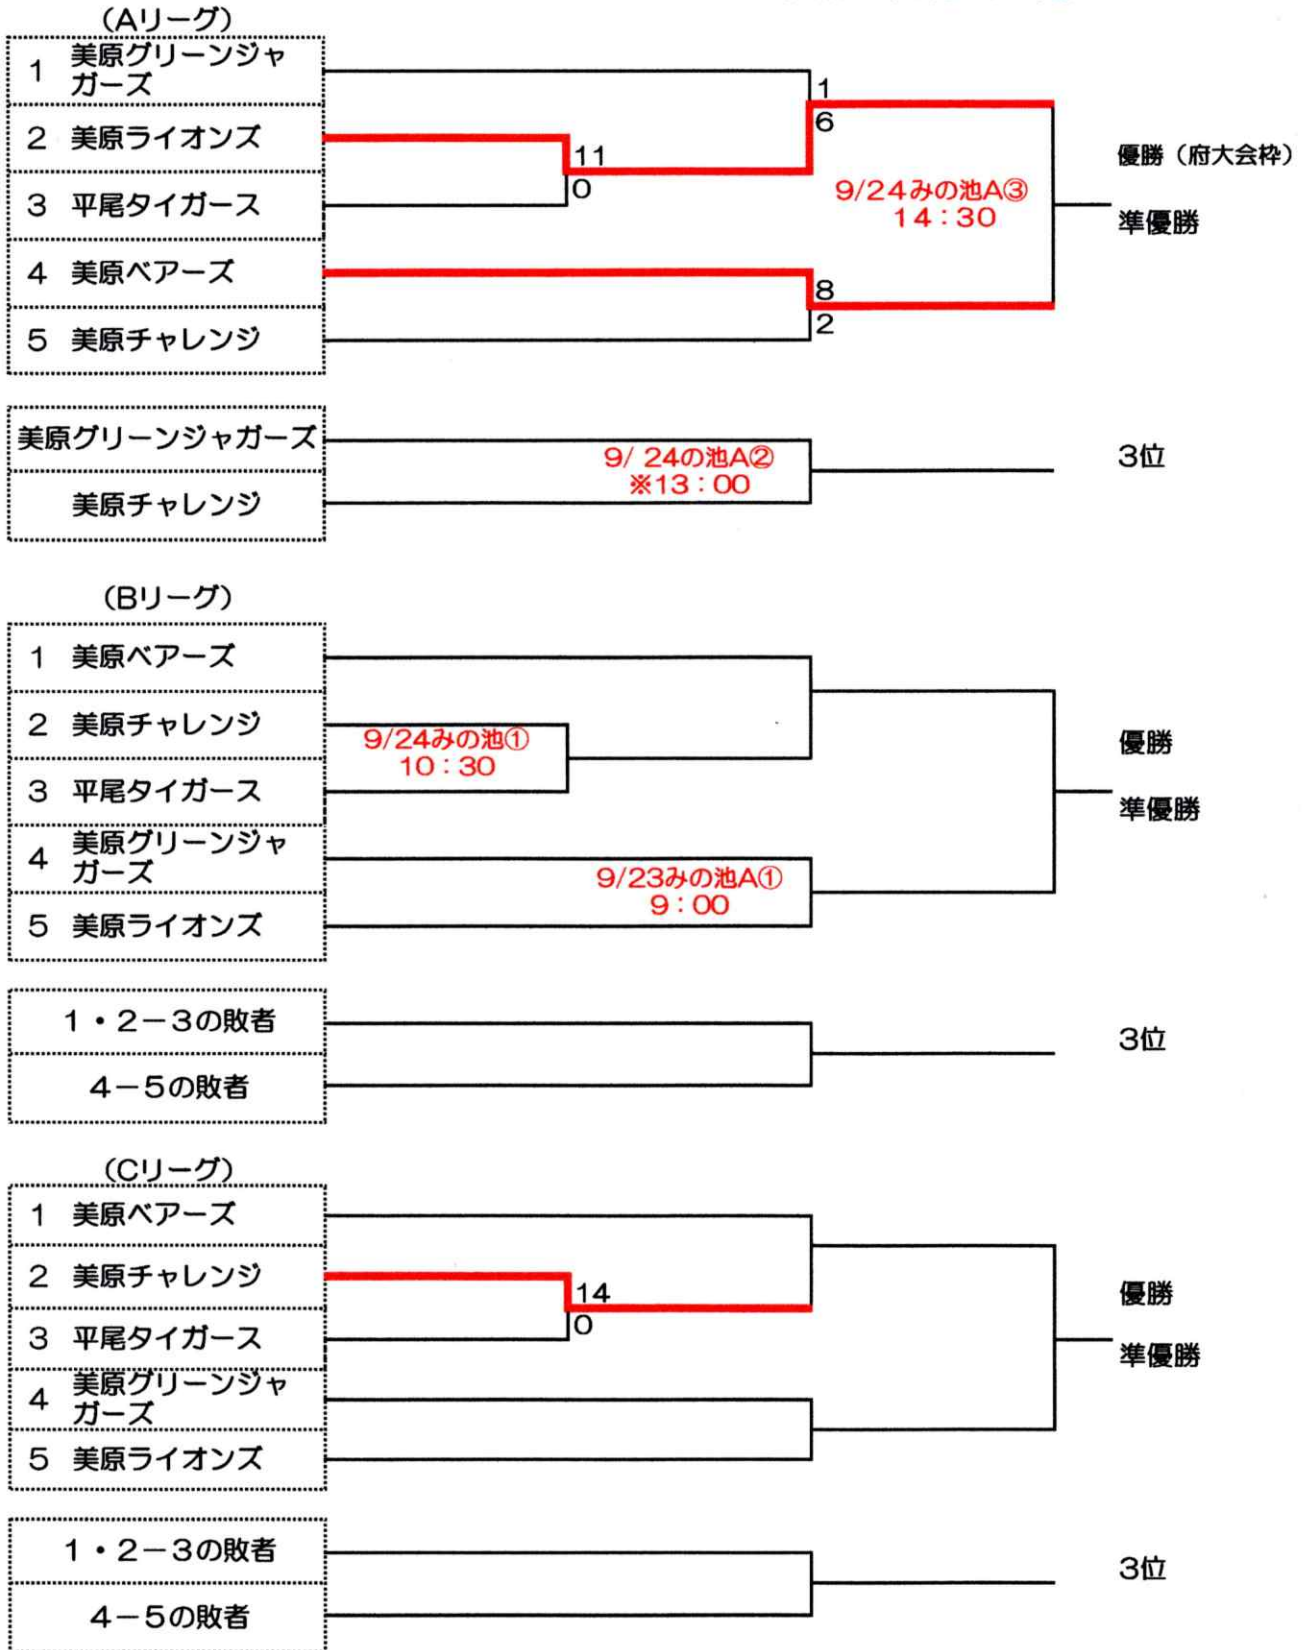 (Aリーグ)
1 美原グリーンジャ
ガーズ
2 美原ライオンズ
3 平尾タイガース
4 美原ベアーズ
5 美原チャレンジ
11
0
1
6
8
2
9/24みの池A③
14:30
優勝(府大会枠)
準優勝
美原グリーンジャガーズ
美原チャレンジ
9/ 24の池A②
※13:00
3位
(Bリーグ)
1 美原ベアーズ
2 美原チャレンジ
3 平尾タイガース
4 美原グリーンジャ
ガーズ
5 美原ライオンズ
9/24みの池①
10:30
9/23みの池A①
9:00
優勝
準優勝
1・2-3の敗者
4-5の敗者
3位
(Cリーグ)
1 美原ベアーズ
2 美原チャレンジ
3 平尾タイガース
4 美原グリーンジャ
ガーズ
5 美原ライオンズ
14
0
優勝
準優勝
1・2-3の敗者
4-5の敗者
3位